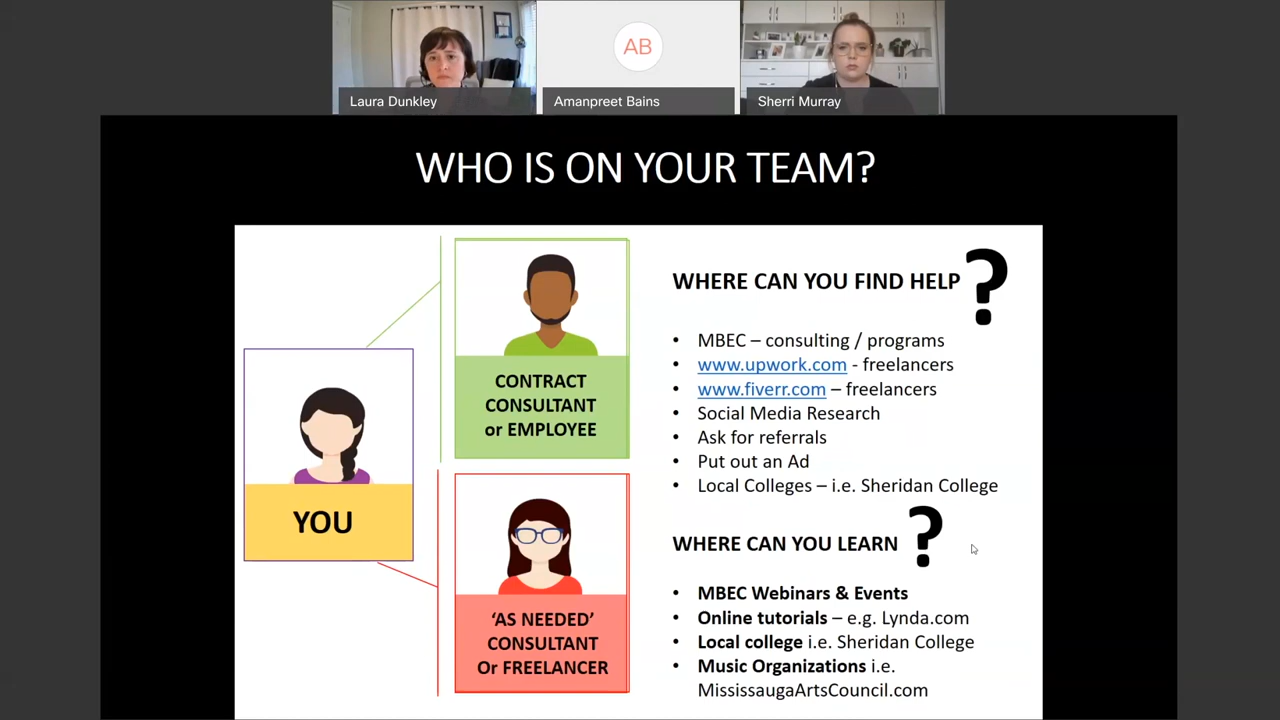 Laura Dunkley
AB
Amanpreet Bains
Sherri Murray
WHO IS ON YOUR TEAM?
YOU
CONTRACT
CONSULTANT
or EMPLOYEE
‘AS NEEDED’
CONSULTANT
Or FREELANCER
WHERE CAN YOU FIND HELP ?
• MBEC – consulting / programs
• www.upwork.com - freelancers
• www.fiverr.com – freelancers
• Social Media Research
• Ask for referrals
• Put out an Ad
• Local Colleges – i.e. Sheridan College
WHERE CAN YOU LEARN ?
• MBEC Webinars & Events
• Online tutorials – e.g. Lynda.com
• Local college i.e. Sheridan College
• Music Organizations i.e.
MississaugaArtsCouncil.com